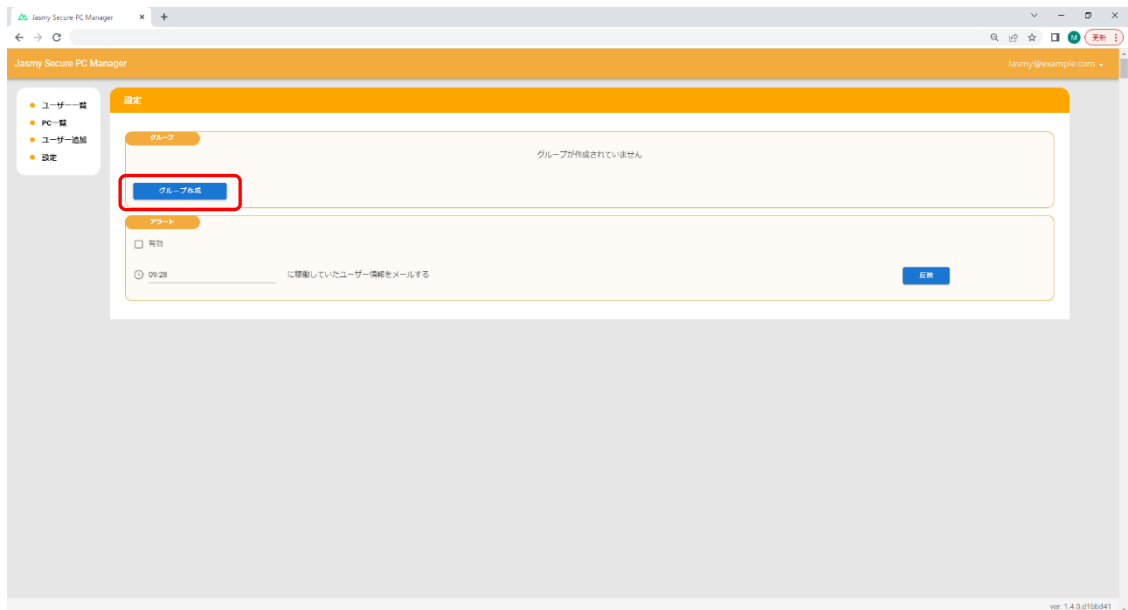 Jasmy Secure PC Manager
M 更新
Jasmy Secure PC Manager
Jasmy@example.com
ユーザー一覧
PC一覧
ユーザー追加
設定
設定
グループ
グループが作成されていません
グループ作成
アラート
有効
09:28 に稼働していたユーザー情報をメールする
反映
ver: 1.4.0.d1bbd41